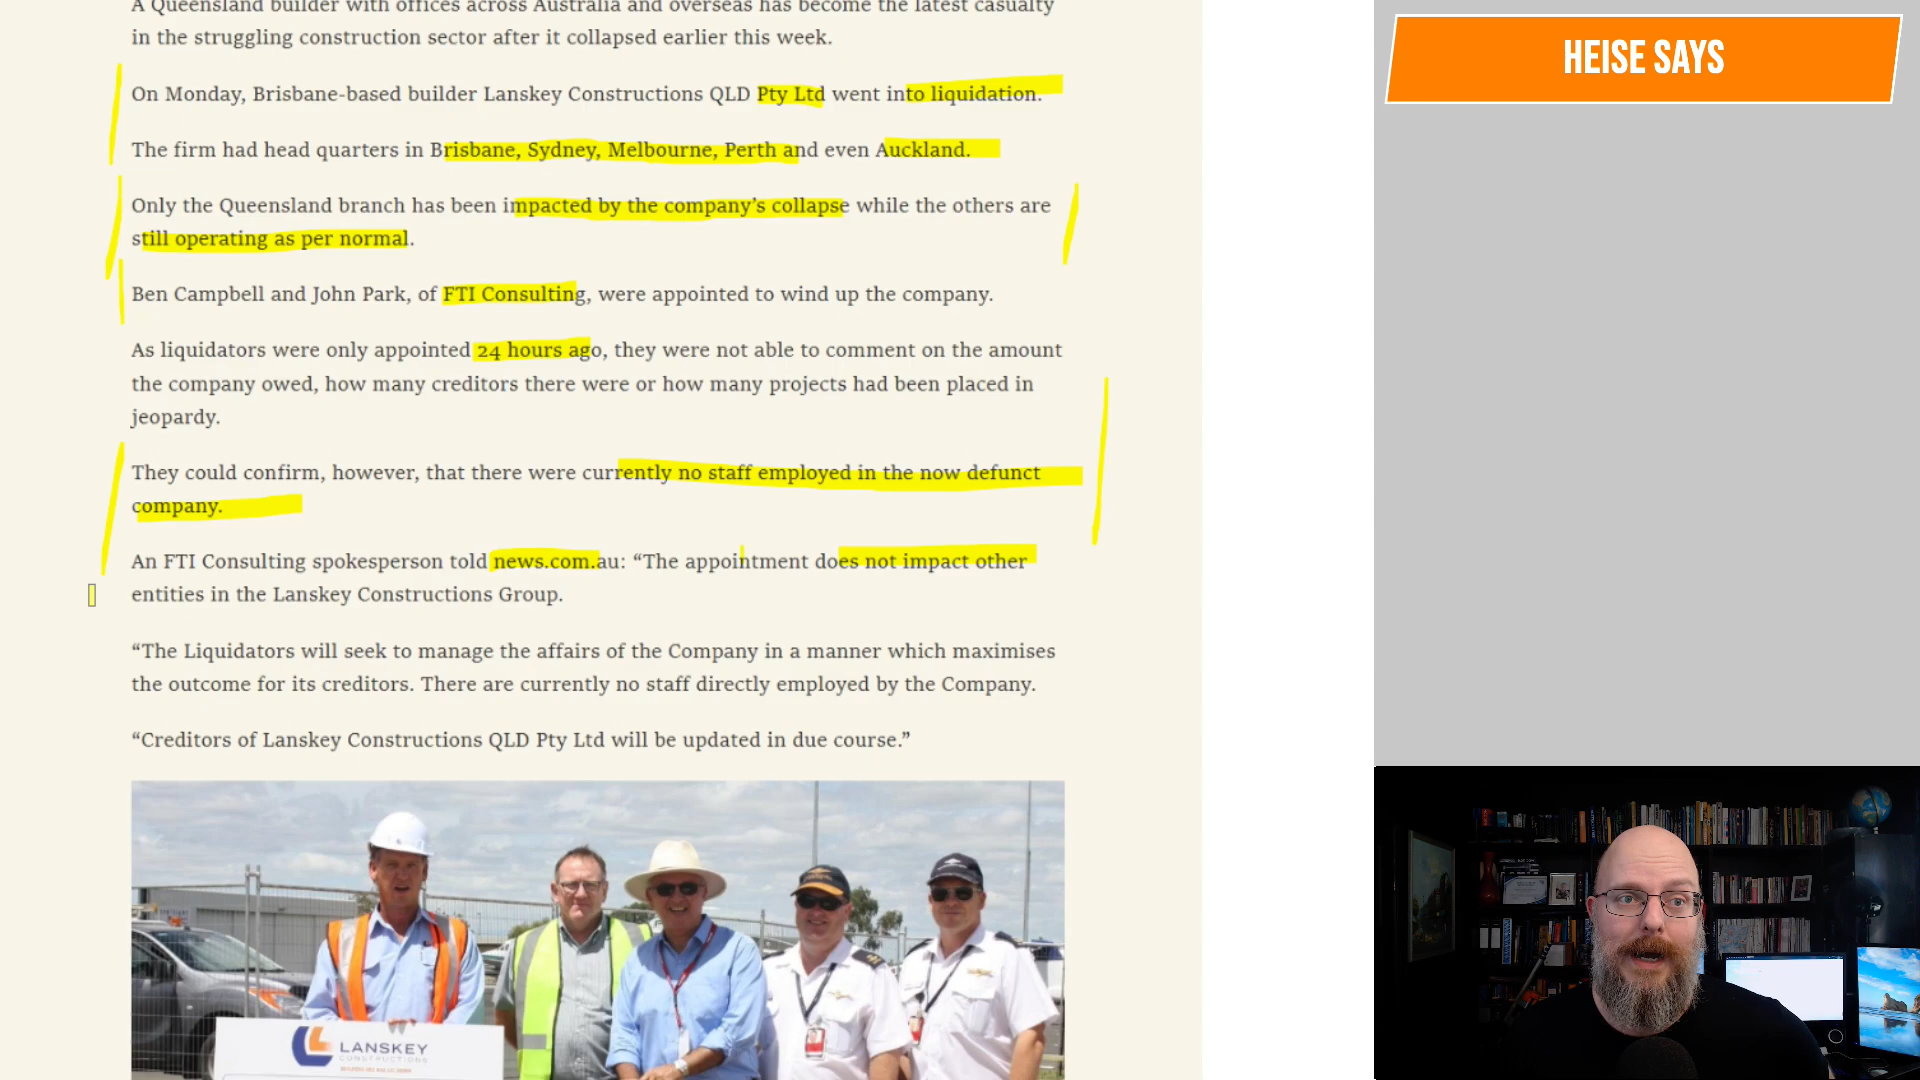 A Queensland builder with offices across Australia and overseas has become the latest casualty
in the struggling construction sector after it collapsed earlier this week.
On Monday, Brisbane-based builder Lanskey Constructions QLD Pty Ltd went into liquidation.
The firm had head quarters in Brisbane, Sydney, Melbourne, Perth and even Auckland.
Only the Queensland branch has been impacted by the company’s collapse while the others are
still operating as per normal.
Ben Campbell and John Park, of FTI Consulting, were appointed to wind up the company.
As liquidators were only appointed 24 hours ago, they were not able to comment on the amount
the company owed, how many creditors there were or how many projects had been placed in
jeopardy.
They could confirm, however, that there were currently no staff employed in the now defunct
company.
An FTI Consulting spokesperson told news.com.au: “The appointment does not impact other
entities in the Lanskey Constructions Group.
“The Liquidators will seek to manage the affairs of the Company in a manner which maximises
the outcome for its creditors. There are currently no staff directly employed by the Company.
“Creditors of Lanskey Constructions QLD Pty Ltd will be updated in due course.”
LANSKEY
CONSTRUCTIONS
HEISE SAYS